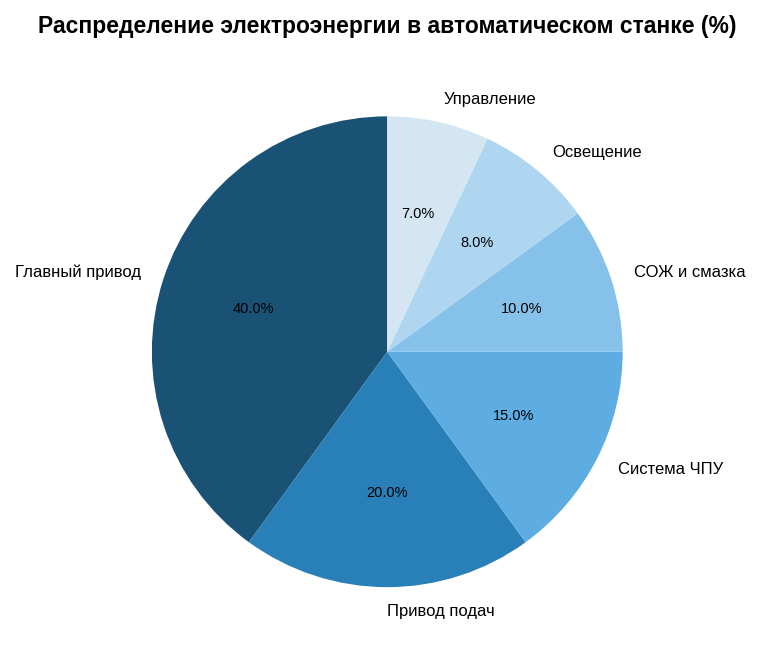 Распределение электроэнергии в автоматическом станке (%)
Управление
Освещение
7.0%
8.0%
Главный привод
СОЖ и смазка
40.0%
10.0%
15.0%
Система ЧПУ
20.0%
Привод подач